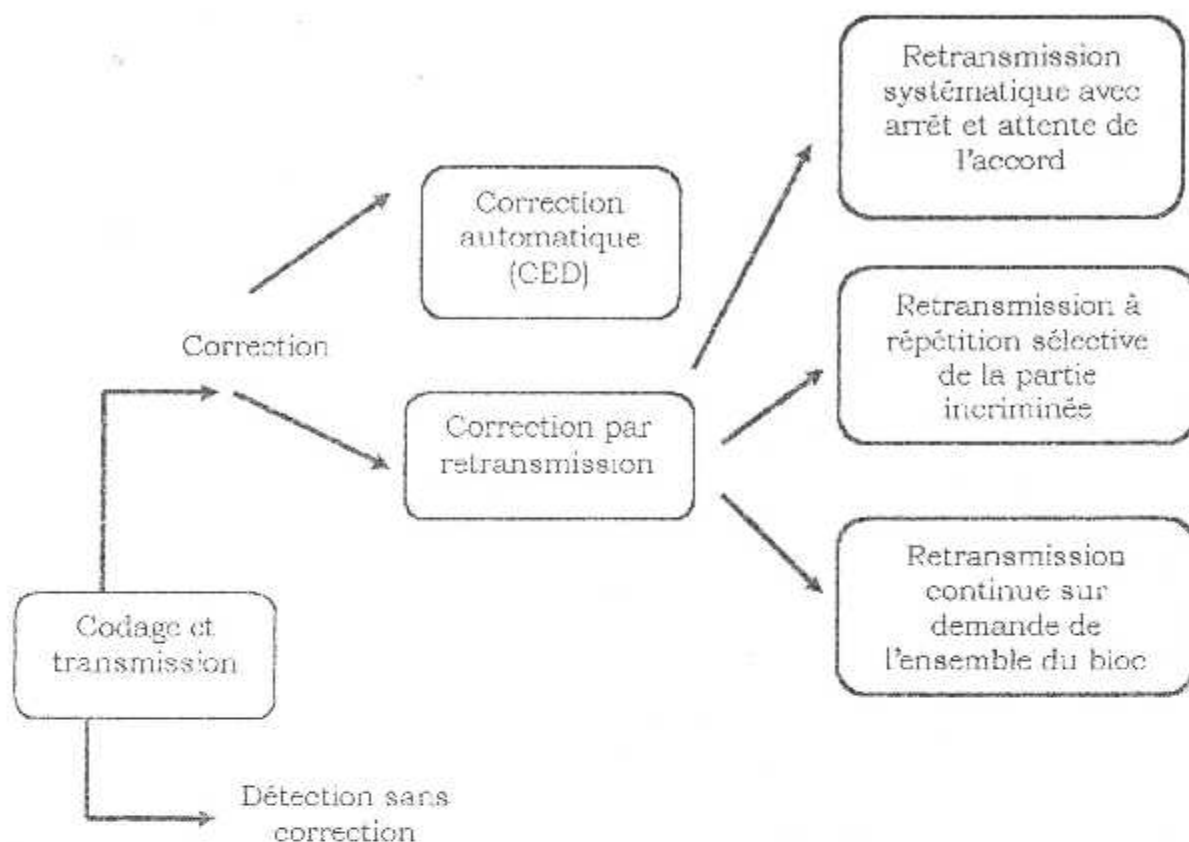 Retransmission
systématique avec
arrêt et attente de
l'accord
Correction
automatique
(CED)
Retransmission à
répétition sélective
de la partie
incriminée
Correction
Correction par
retransmission
Retransmission
continue sur
demande de
l'ensemble du bloc
Codage et
transmission
Détection sans
correction